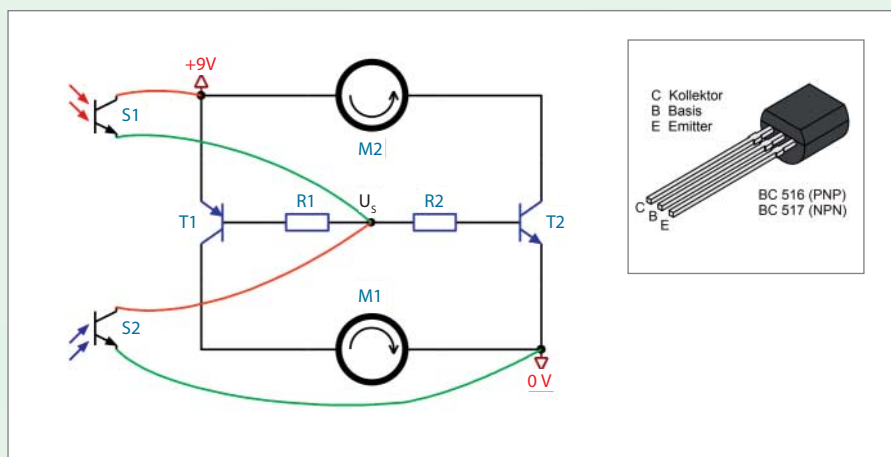 +9V
S1
M2
C Kollektor
B Basis
E Emitter
BC 516 (PNP)
BC 517 (NPN)
C
B
E
T1
R1
US
R2
T2
M1
S2
0 V